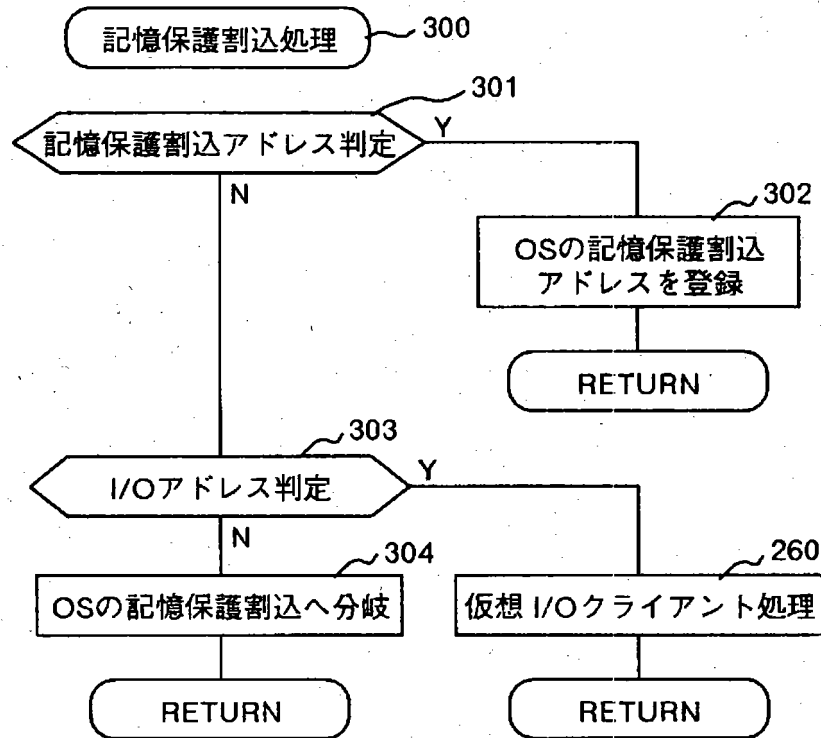 記憶保護割込処理
300
301
記憶保護割込アドレス判定
Y
N
302
OSの記憶保護割込
アドレスを登録
RETURN
303
I/Oアドレス判定
Y
N
304
OSの記憶保護割込へ分岐
260
仮想I/Oクライアント処理
RETURN
RETURN